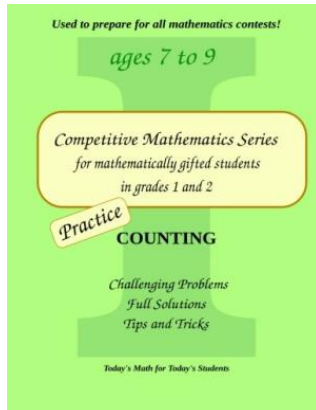 Used to prepare for all mathematics contests!
ages 7 to 9
Competitive Mathematics Series
for mathematically gifted students
in grades 1 and 2
Practice
COUNTING
Challenging Problems
Full Solutions
Tips and Tricks
Today's Math for Today's Students